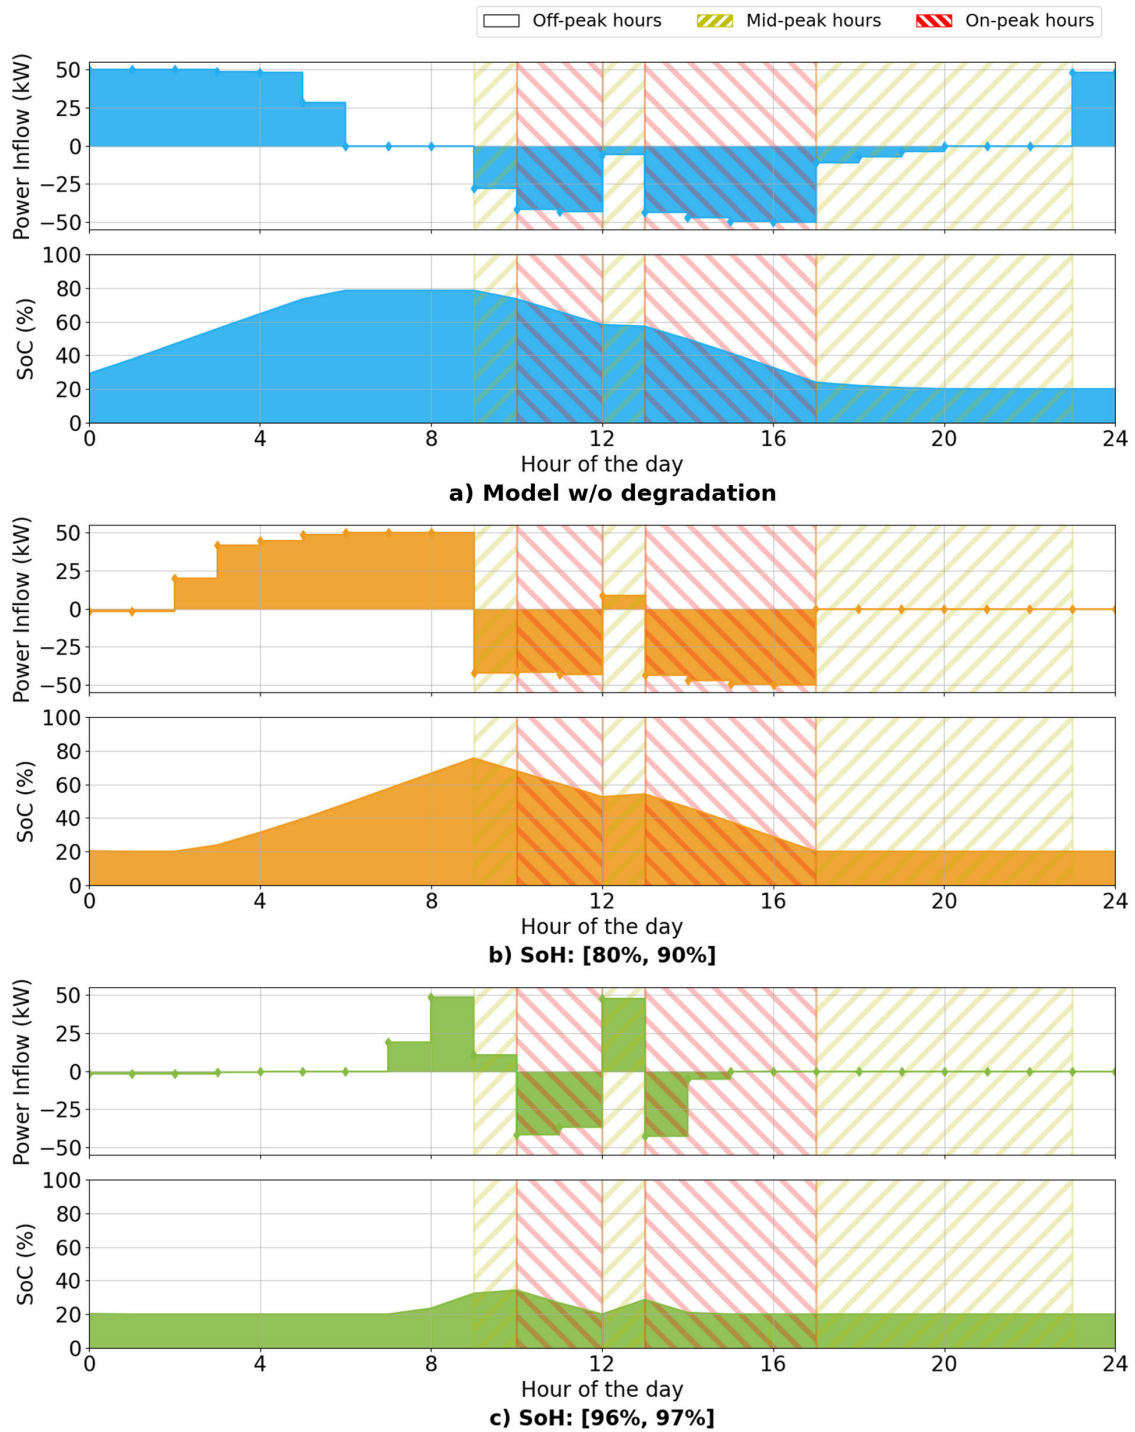 Off-peak hours Mid-peak hours On-peak hours
Power Inflow (kW)
50
25
0
−25
−50
SoC (%)
100
80
60
40
20
0
0 4 8 12 16 20 24
Hour of the day
a) Model w/o degradation
Power Inflow (kW)
50
25
0
−25
−50
SoC (%)
100
80
60
40
20
0
0 4 8 12 16 20 24
Hour of the day
b) SoH: [80%, 90%]
Power Inflow (kW)
50
25
0
−25
−50
SoC (%)
100
80
60
40
20
0
0 4 8 12 16 20 24
Hour of the day
c) SoH: [96%, 97%]